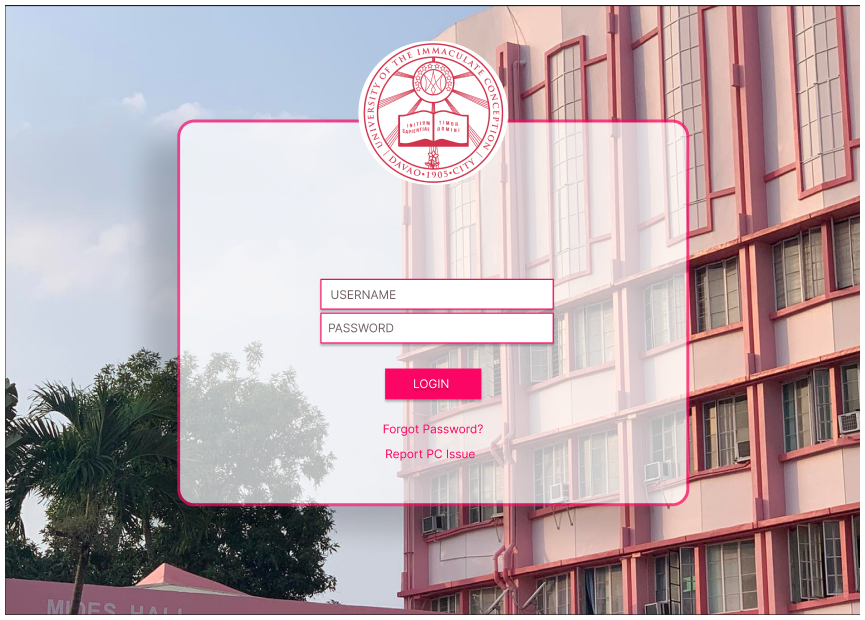 UNIVERSITY OF THE IMMACULATE CONCEPTION
INITIUM SAPIENTIAE
TIMOR DOMINI
DAVAO•1905•CITY
USERNAME
PASSWORD
LOGIN
Forgot Password?
Report PC Issue
HALL